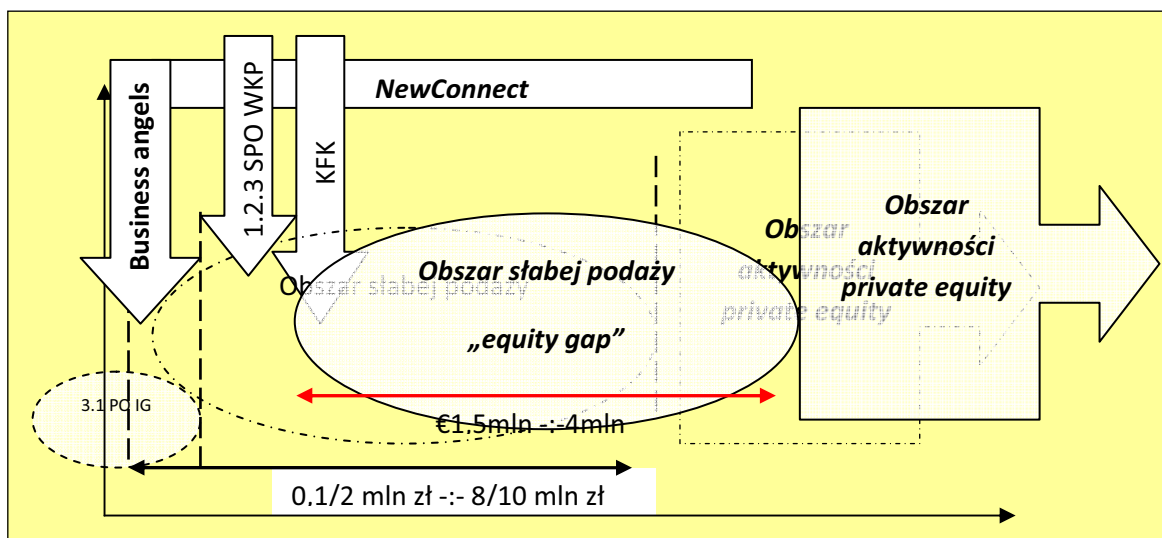 NewConnect
Business angels
1.2.3 SPO WKP
KFK
Obszar słabej podaży
„equity gap”
Obszar słabej podaży
Obszar
aktywności
private equity
Obszar
aktywności
private equity
3.1 PO IG
€1,5mln -:-4mln
0,1/2 mln zł -:- 8/10 mln zł